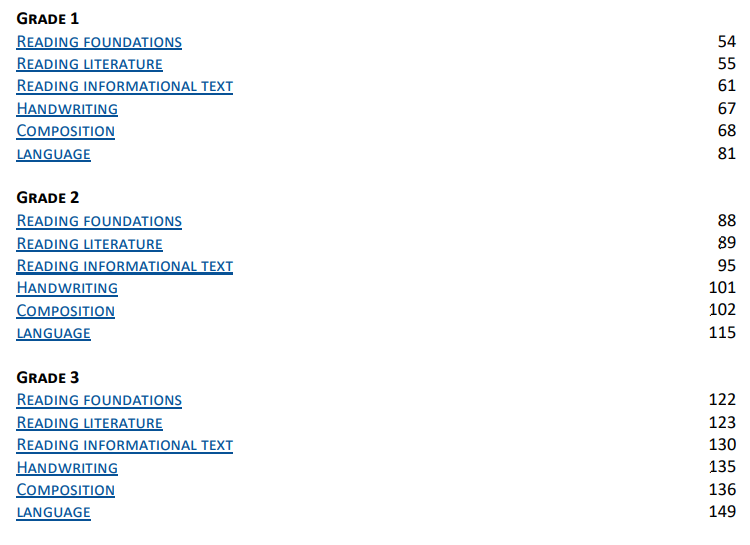 GRADE 1
READING FOUNDATIONS 54
READING LITERATURE 55
READING INFORMATIONAL TEXT 61
HANDWRITING 67
COMPOSITION 68
LANGUAGE 81
GRADE 2
READING FOUNDATIONS 88
READING LITERATURE 89
READING INFORMATIONAL TEXT 95
HANDWRITING 101
COMPOSITION 102
LANGUAGE 115
GRADE 3
READING FOUNDATIONS 122
READING LITERATURE 123
READING INFORMATIONAL TEXT 130
HANDWRITING 135
COMPOSITION 136
LANGUAGE 149